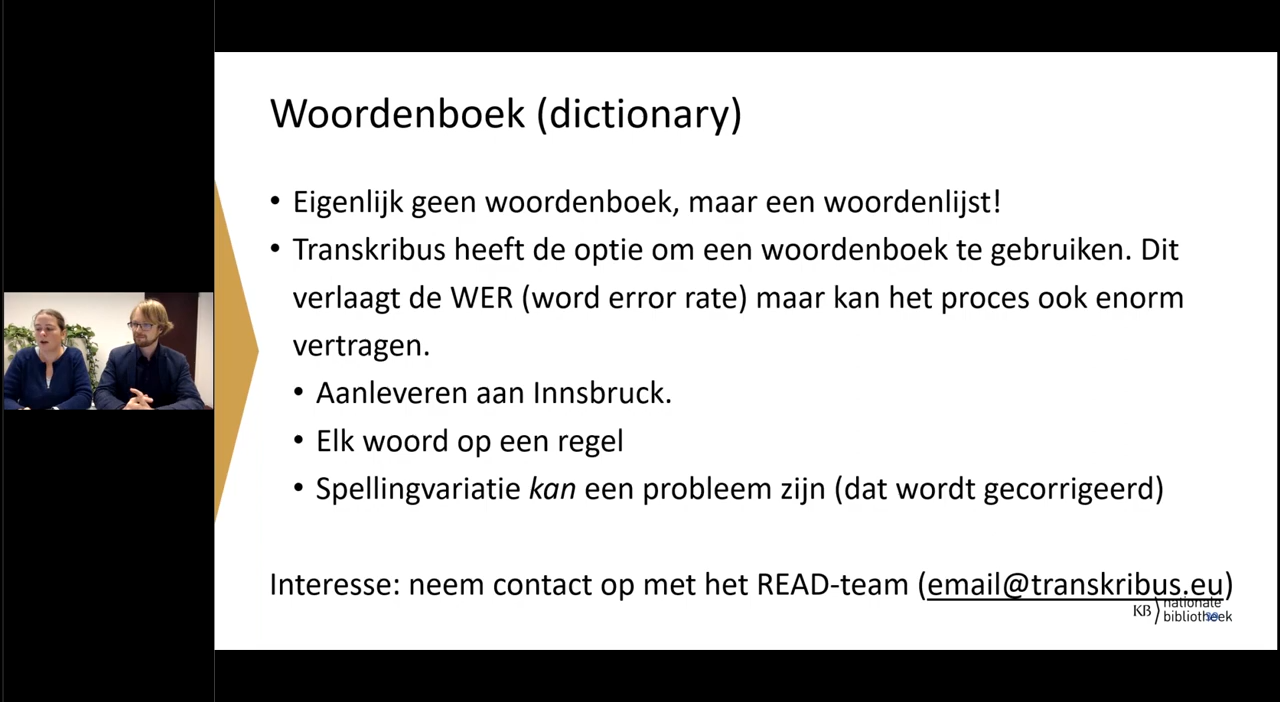 Woordenboek (dictionary)
• Eigenlijk geen woordenboek, maar een woordenlijst!
• Transkribus heeft de optie om een woordenboek te gebruiken. Dit
verlaagt de WER (word error rate) maar kan het proces ook enorm
vertragen.
• Aanleveren aan Innsbruck.
• Elk woord op een regel
• Spellingvariatie kan een probleem zijn (dat wordt gecorrigeerd)
Interesse: neem contact op met het READ-team (email@transkribus.eu)
KB nationale
bibliotheek